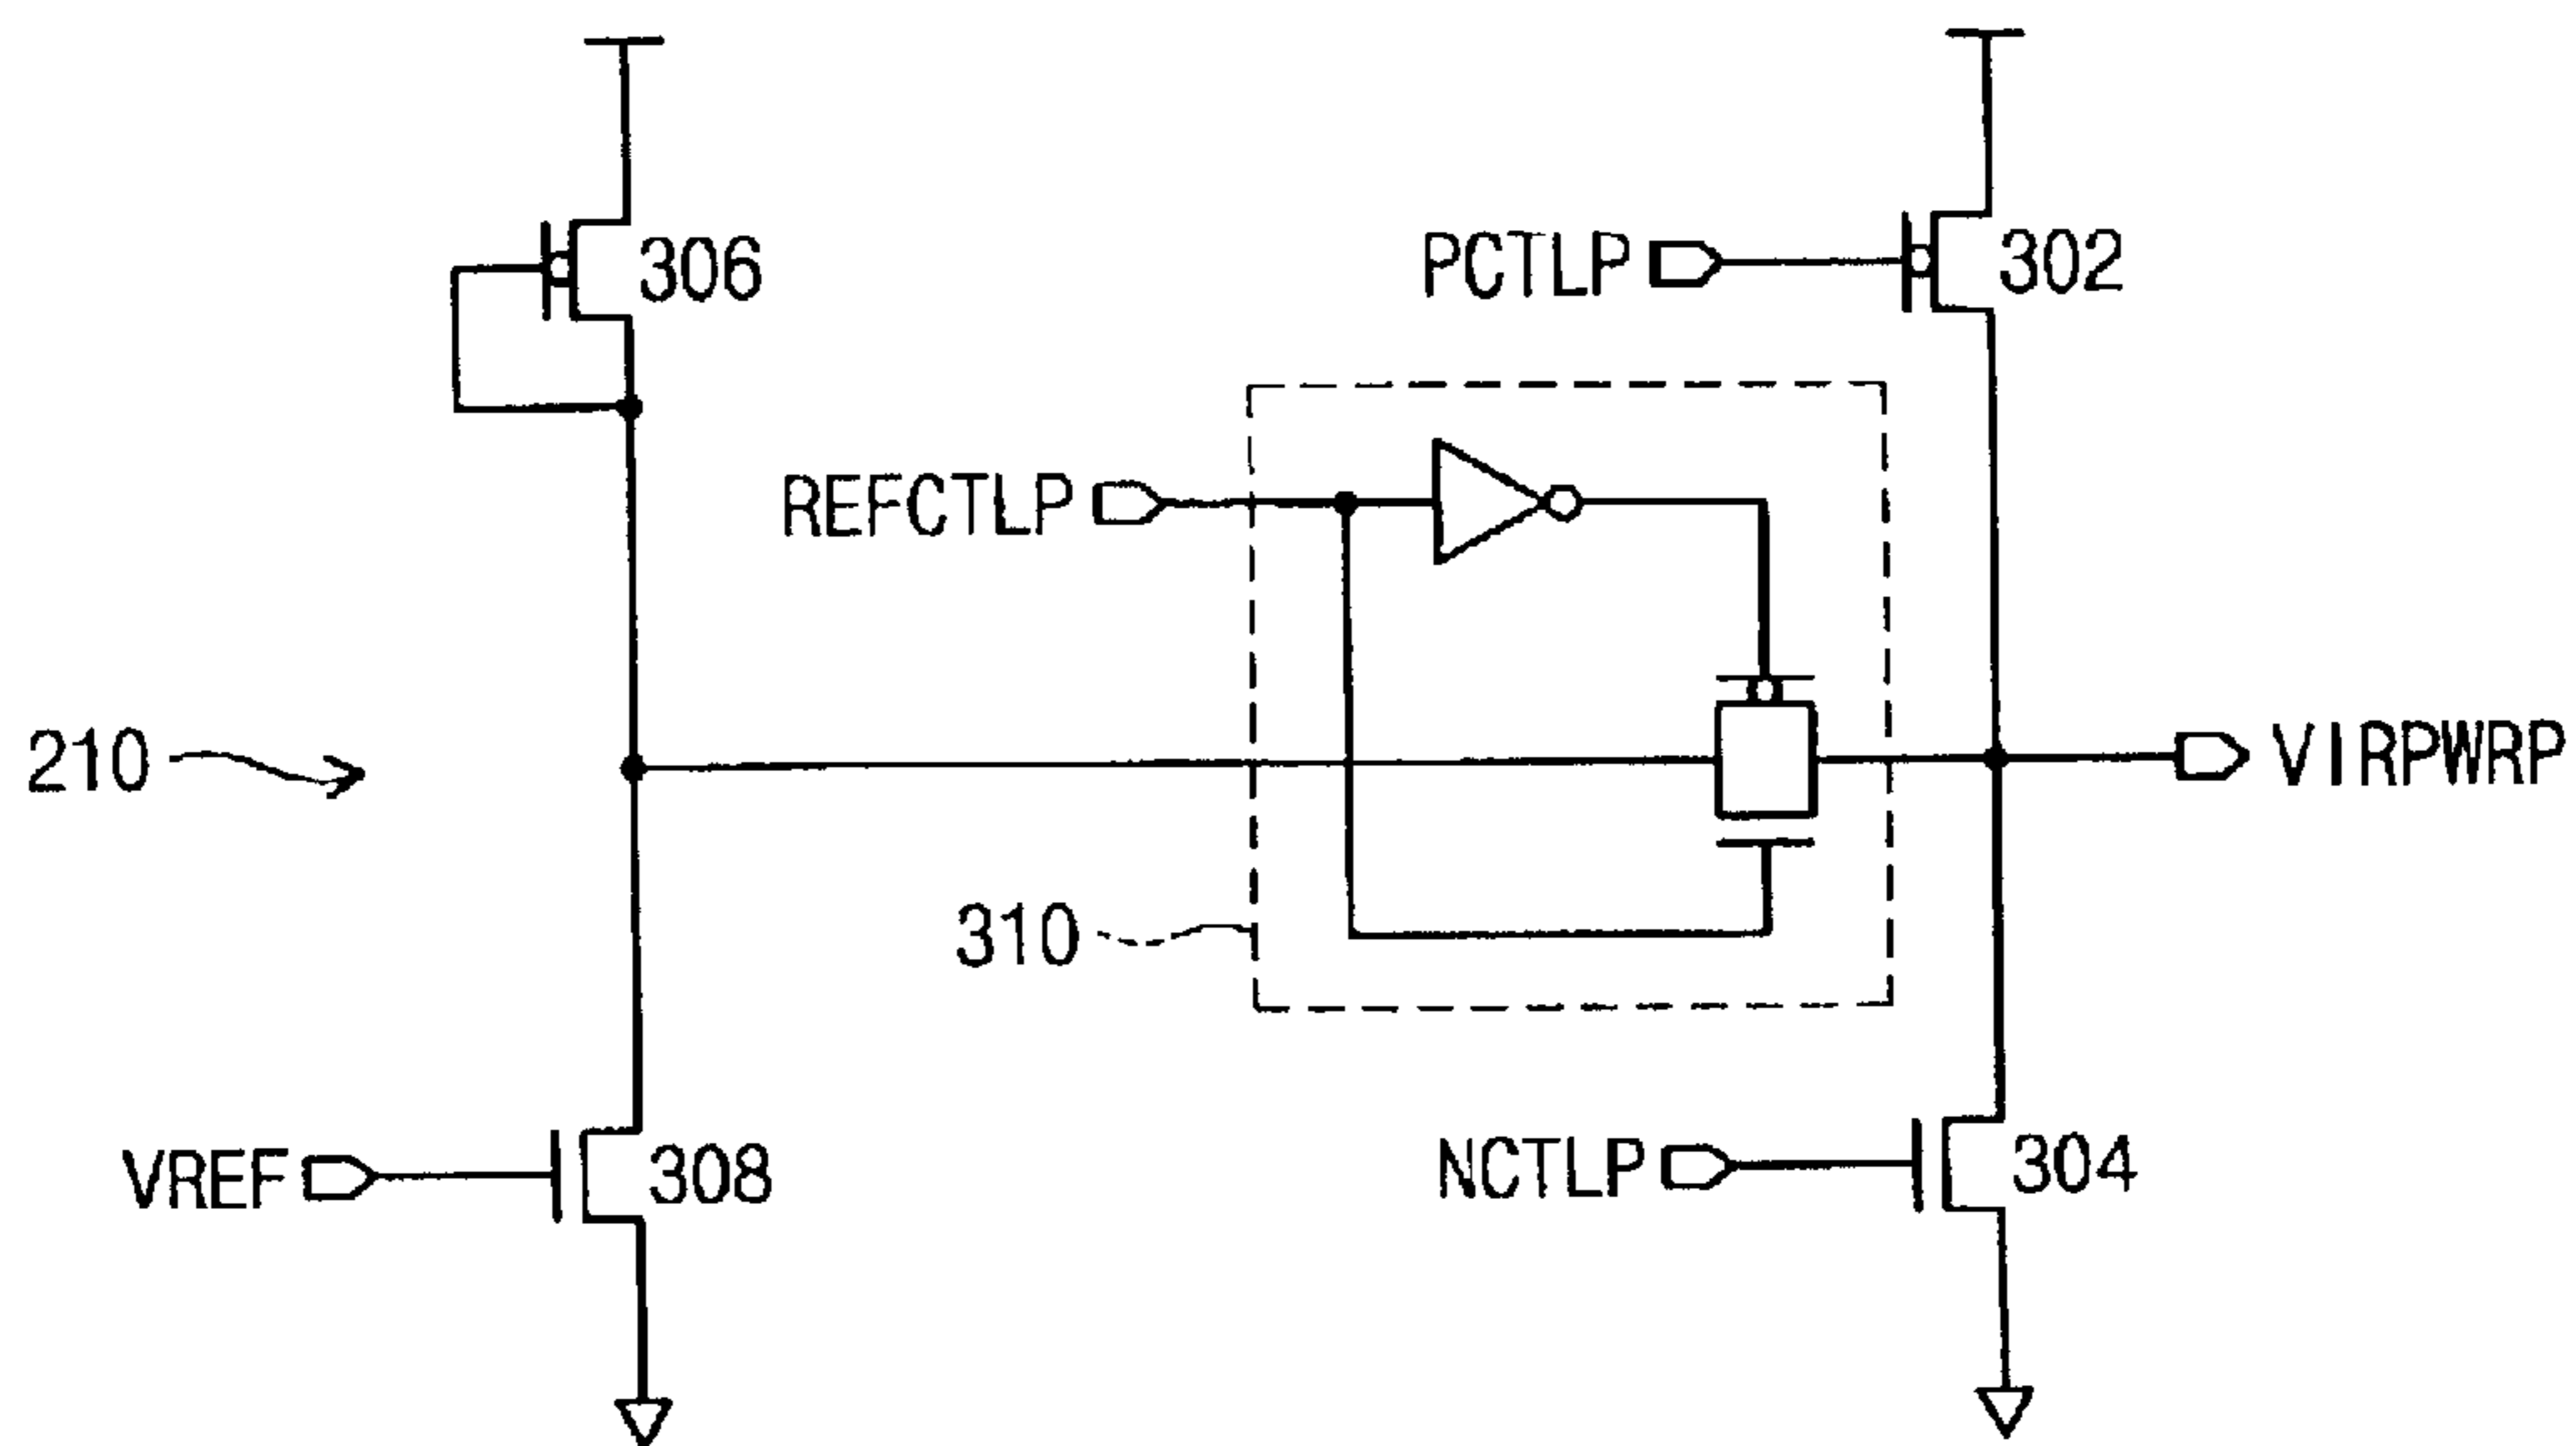 306
PCTLP
302
REFCTLP
210
VIRPWRP
310
VREF
308
NCTLP
304